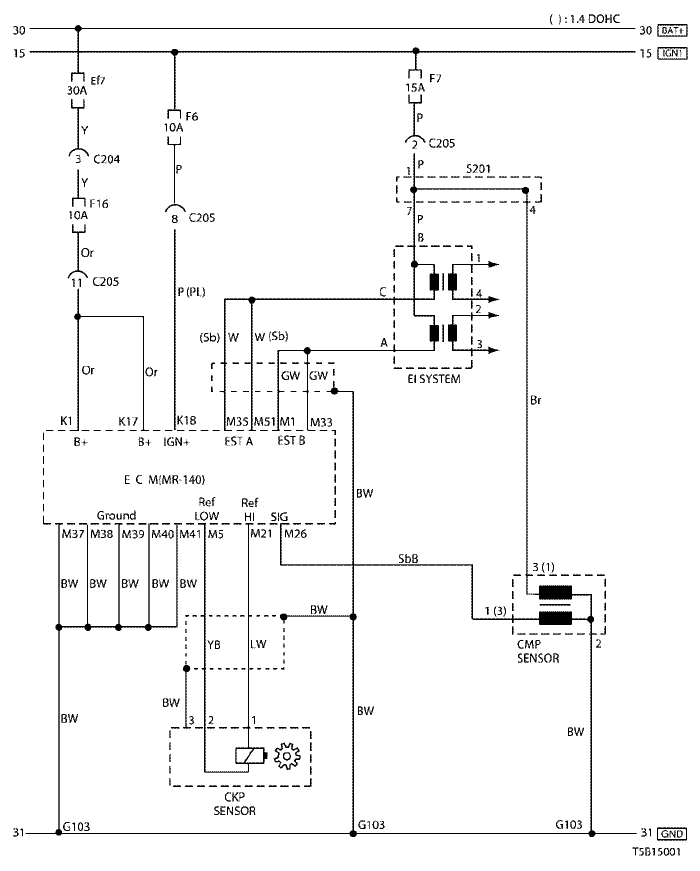 ( ) : 1.4 DOHC
30 30 BAT+
15 15 IGN1
Ef7
30A
F6
10A
F7
15A
Y
P
3 C204
2 C205
Y
P
P
1 S201
F16
10A
8 C205
7 4
P
B
Or
11 C205
1
P (PL)
C 4
2
(Sb) W W (Sb)
A 3
EI SYSTEM
Or Or
GW GW
Br
K1 K17 K18 M35 M51 M1 M33
B+ B+ IGN+ EST A EST B
E C M(MR-140)
BW
Ref
LOW
Ref
HI
SIG
Ground
M37 M38 M39 M40 M41 M5 M21 M26
SbB
3 (1)
BW BW BW BW BW
1 (3)
BW
YB LW
CMP
SENSOR
2
BW
3 2 1
BW
BW
BW
CKP
SENSOR
31 G103 G103 G103 31 GND
T5B15001